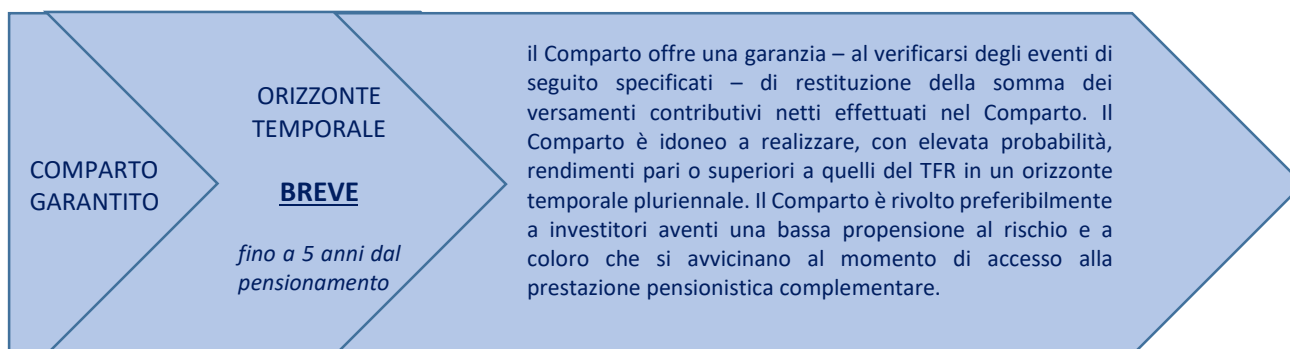 COMPARTO
GARANTITO
ORIZZONTE
TEMPORALE
BREVE
fino a 5 anni dal
pensionamento
il Comparto offre una garanzia – al verificarsi degli eventi di
seguito specificati – di restituzione della somma dei
versamenti contributivi netti effettuati nel Comparto. Il
Comparto è idoneo a realizzare, con elevata probabilità,
rendimenti pari o superiori a quelli del TFR in un orizzonte
temporale pluriennale. Il Comparto è rivolto preferibilmente
a investitori aventi una bassa propensione al rischio e a
coloro che si avvicinano al momento di accesso alla
prestazione pensionistica complementare.